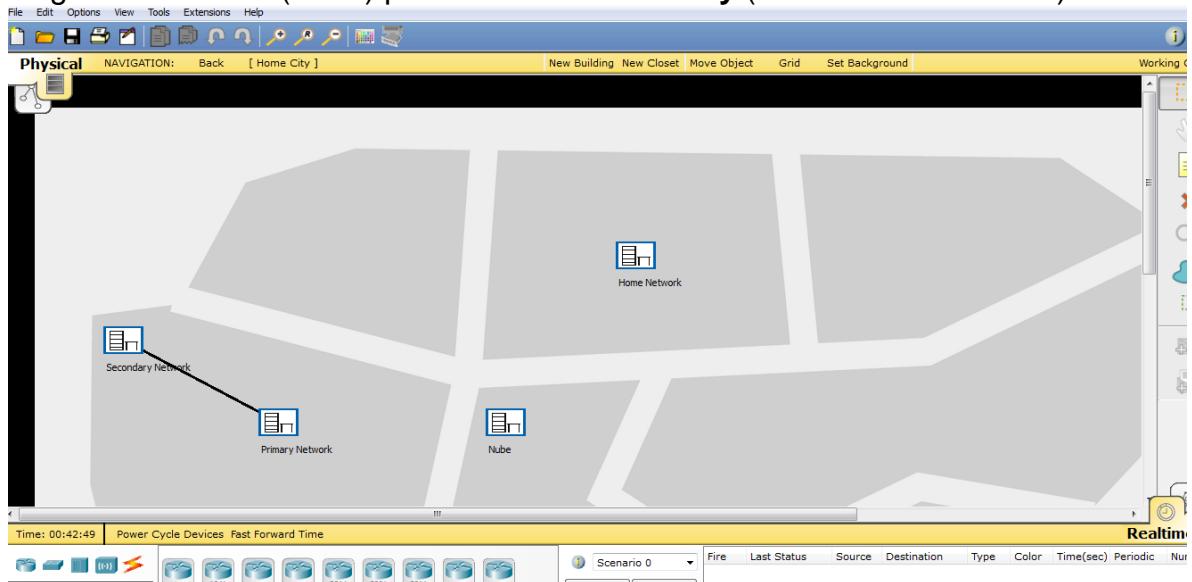 File Edit Options View Tools Extensions Help
Physical NAVIGATION: Back [ Home City ] New Building New Closet Move Object Grid Set Background
Home Network
Secondary Network
Primary Network
Nube
Time: 00:42:49 Power Cycle Devices Fast Forward Time
Scenario 0
Fire Last Status Source Destination Type Color Time(sec) Periodic